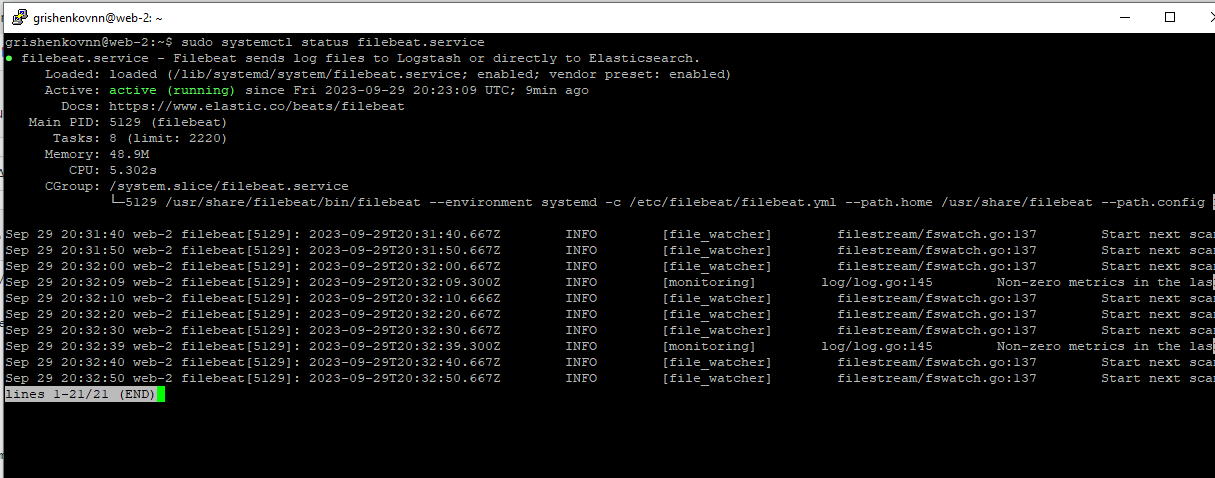 grishenkovnn@web-2: ~
grishenkovnn@web-2:~$ sudo systemctl status filebeat.service
● filebeat.service - Filebeat sends log files to Logstash or directly to Elasticsearch.
Loaded: loaded (/lib/systemd/system/filebeat.service; enabled; vendor preset: enabled)
Active: active (running) since Fri 2023-09-29 20:23:09 UTC; 9min ago
Docs: https://www.elastic.co/beats/filebeat
Main PID: 5129 (filebeat)
Tasks: 8 (limit: 2220)
Memory: 48.9M
CPU: 5.302s
CGroup: /system.slice/filebeat.service
└─5129 /usr/share/filebeat/bin/filebeat --environment systemd -c /etc/filebeat/filebeat.yml --path.home /usr/share/filebeat --path.config
Sep 29 20:31:40 web-2 filebeat[5129]: 2023-09-29T20:31:40.667Z INFO [file_watcher] filestream/fswatch.go:137 Start next scan
Sep 29 20:31:50 web-2 filebeat[5129]: 2023-09-29T20:31:50.667Z INFO [file_watcher] filestream/fswatch.go:137 Start next scan
Sep 29 20:32:00 web-2 filebeat[5129]: 2023-09-29T20:32:00.667Z INFO [file_watcher] filestream/fswatch.go:137 Start next scan
Sep 29 20:32:09 web-2 filebeat[5129]: 2023-09-29T20:32:09.300Z INFO [monitoring] log/log.go:145 Non-zero metrics in the las
Sep 29 20:32:10 web-2 filebeat[5129]: 2023-09-29T20:32:10.666Z INFO [file_watcher] filestream/fswatch.go:137 Start next scan
Sep 29 20:32:20 web-2 filebeat[5129]: 2023-09-29T20:32:20.667Z INFO [file_watcher] filestream/fswatch.go:137 Start next scan
Sep 29 20:32:30 web-2 filebeat[5129]: 2023-09-29T20:32:30.667Z INFO [file_watcher] filestream/fswatch.go:137 Start next scan
Sep 29 20:32:39 web-2 filebeat[5129]: 2023-09-29T20:32:39.300Z INFO [monitoring] log/log.go:145 Non-zero metrics in the las
Sep 29 20:32:40 web-2 filebeat[5129]: 2023-09-29T20:32:40.667Z INFO [file_watcher] filestream/fswatch.go:137 Start next scan
Sep 29 20:32:50 web-2 filebeat[5129]: 2023-09-29T20:32:50.667Z INFO [file_watcher] filestream/fswatch.go:137 Start next scan
lines 1-21/21 (END)